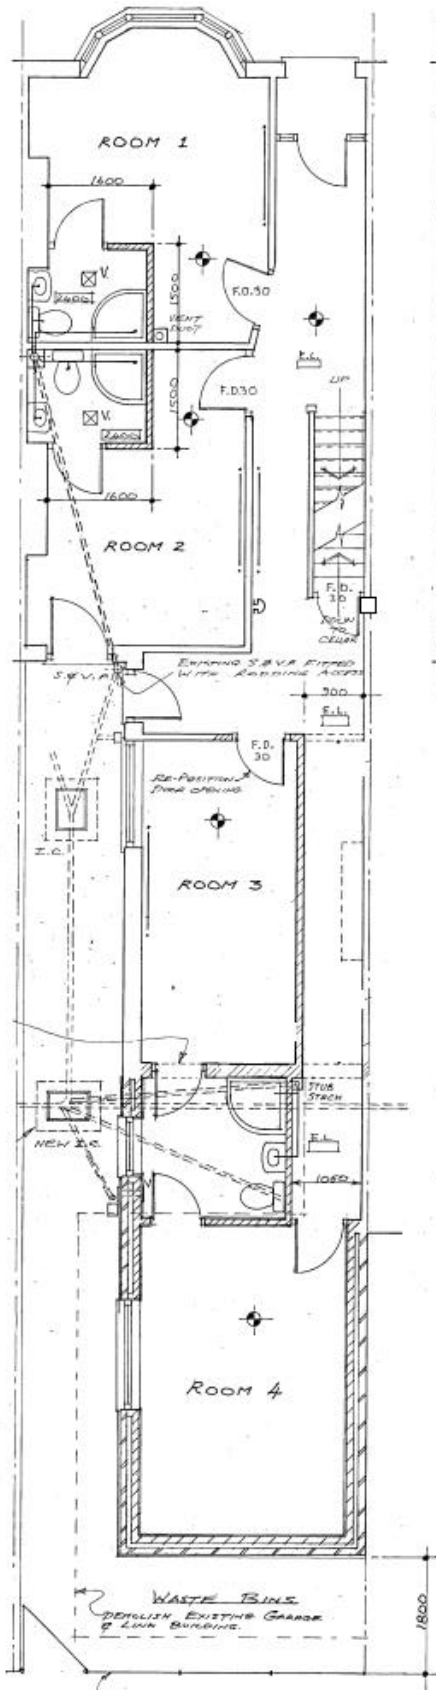 ROOM 1
1600
V.
2400
1500
VENT
DUCT
F.D.30
E.L.
UP
F.D.30
1500
V.
2400
1600
ROOM 2
F.D.
30
DOWN
TO
CELLAR
EXISTING S.&V.P. FITTED
WITH RODDING ACCESS
S.&V.P.
900
E.L.
F.D.
30
RE-POSITION
DOOR OPENING
I.C.
ROOM 3
STUB
STACK
NEW I.C.
E.L.
1050
V
ROOM 4
WASTE BINS
DEMOLISH EXISTING GARAGE
& LINK BUILDING.
1800